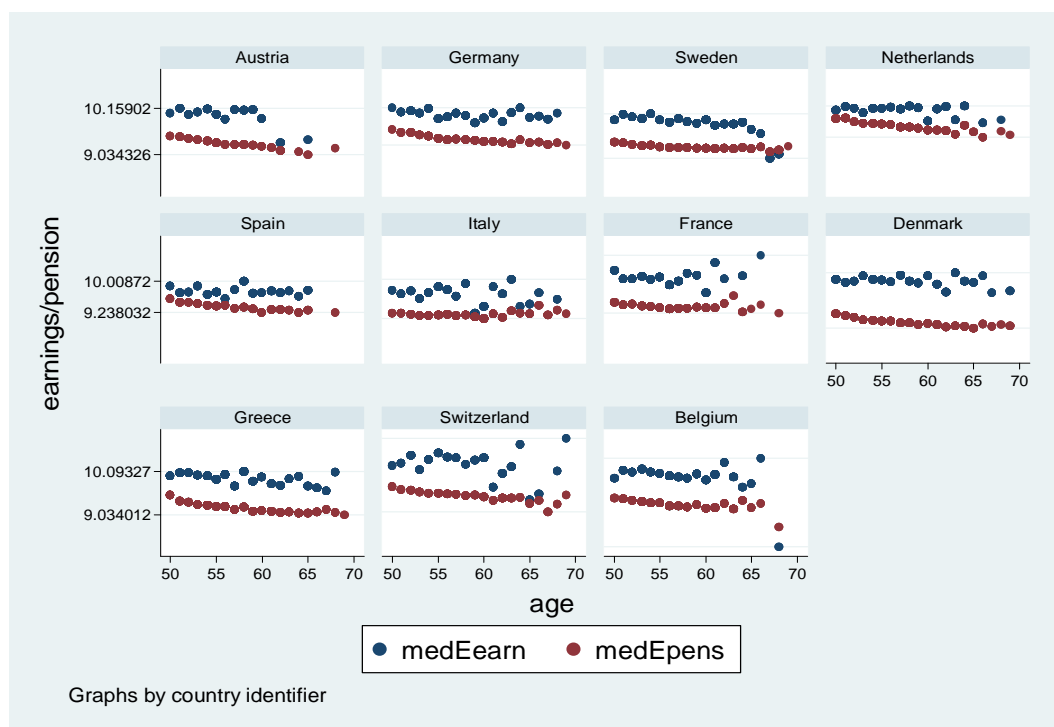 Austria Germany Sweden Netherlands
10.15902
9.034326
Spain Italy France Denmark
10.00872
9.238032
50 55 60 65 70
Greece Switzerland Belgium
10.09327
9.034012
50 55 60 65 70 50 55 60 65 70 50 55 60 65 70
earnings/pension
age
medEearn medEpens
Graphs by country identifier